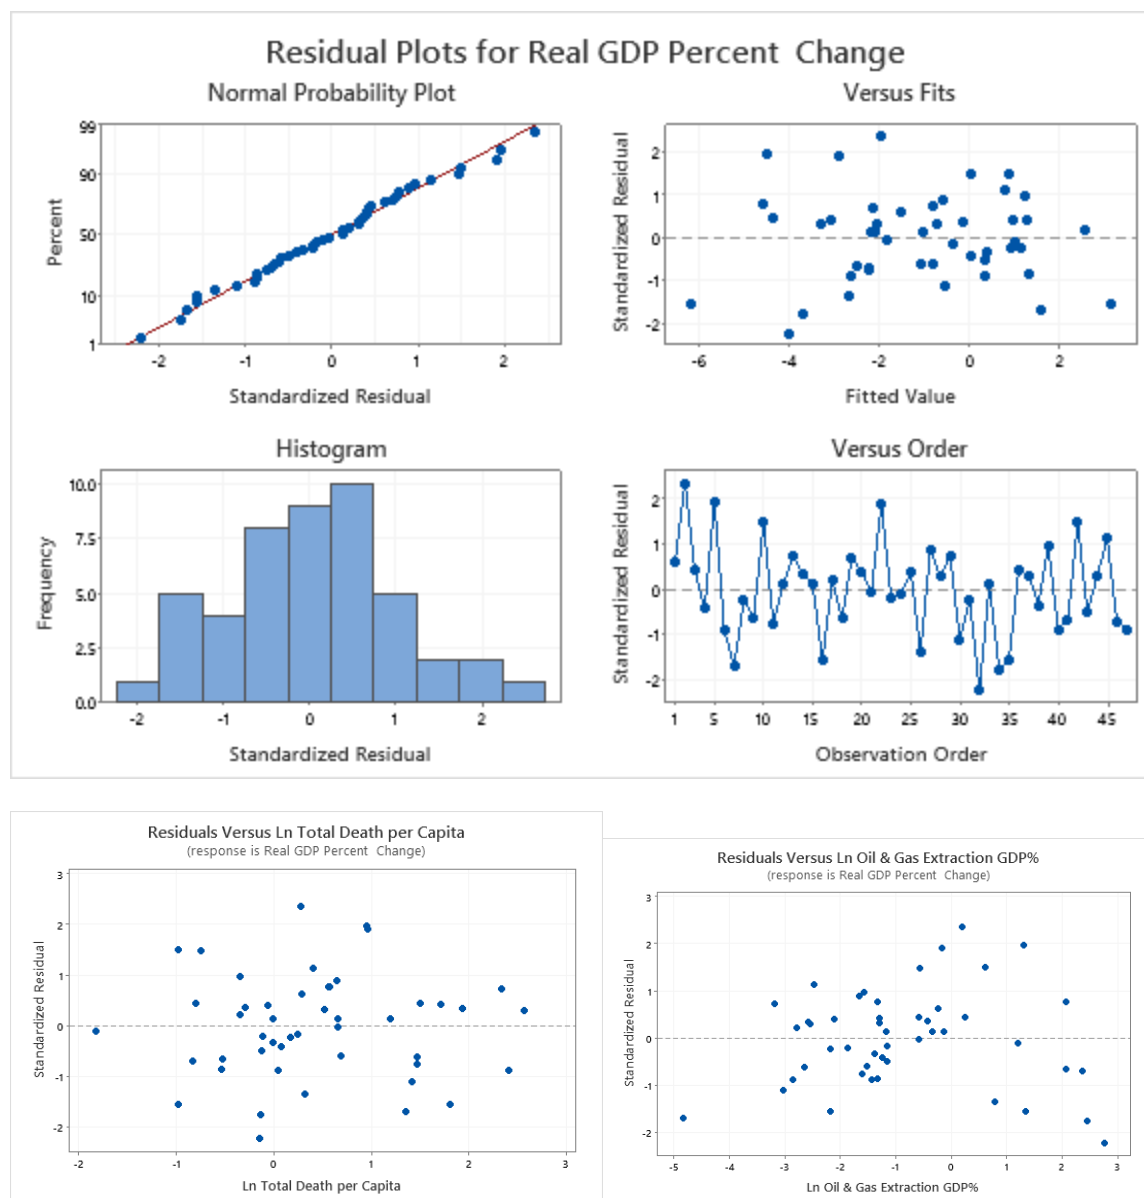 Residual Plots for Real GDP Percent  Change
Normal Probability Plot
99
90
50
10
1
Percent
-2 -1 0 1 2
Standardized Residual
Versus Fits
2
1
0
-1
-2
Standardized Residual
-6 -4 -2 0 2
Fitted Value
Histogram
10.0
7.5
5.0
2.5
0.0
Frequency
-2 -1 0 1 2
Standardized Residual
Versus Order
2
1
0
-1
-2
Standardized Residual
1 5 10 15 20 25 30 35 40 45
Observation Order
Residuals Versus Ln Total Death per Capita
(response is Real GDP Percent  Change)
3
2
1
0
-1
-2
Standardized Residual
-2 -1 0 1 2 3
Ln Total Death per Capita
Residuals Versus Ln Oil & Gas Extraction GDP%
(response is Real GDP Percent  Change)
3
2
1
0
-1
-2
Standardized Residual
-5 -4 -3 -2 -1 0 1 2 3
Ln Oil & Gas Extraction GDP%